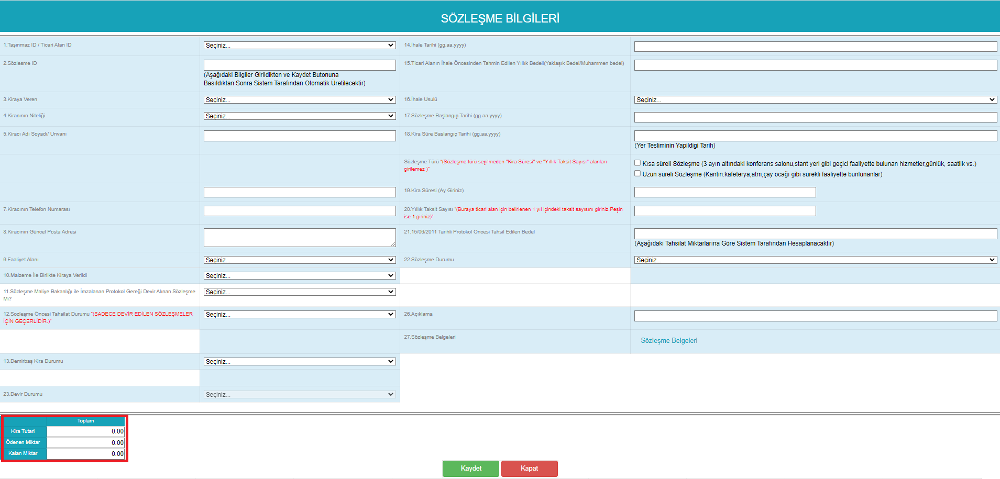 SÖZLEŞME BİLGİLERİ
1.Taşınmaz ID / Ticari Alan ID
Seçiniz...
14.İhale Tarihi (gg.aa.yyyy)
2.Sözlesme ID
(Aşağıdaki Bilgiler Girildikten ve Kaydet Butonuna
Basıldıktan Sonra Sistem Tarafından Otomatik Üretilecektir)
15.Ticari Alanın İhale Öncesinden Tahmin Edilen Yıllık Bedeli(Yaklaşık Bedel/Muhammen bedel)
3.Kiraya Veren
Seçiniz...
16.İhale Usulü
Seçiniz...
4.Kiracının Niteliği
Seçiniz...
17.Sözleşme Başlangıç Tarihi (gg.aa.yyyy)
5.Kiracı Adı Soyadı/ Unvanı
18.Kira Süre Baslangıç Tarihi (gg.aa.yyyy)
(Yer Tesliminin Yapildigi Tarih)
Sözleşme Türü "(Sözleşme türü seçilmeden "Kira Süresi" ve "Yıllık Taksit Sayısı" alanları
girilemez )"
Kısa süreli Sözleşme (3 ayın altındaki konferans salonu,stant yeri gibi geçici faaliyette bulunan hizmetler,günlük, saatlik vs.)
Uzun süreli Sözleşme (Kantin.kafeterya,atm,çay ocağı gibi sürekli faaliyette bunlunanlar)
19.Kira Süresi (Ay Giriniz)
7.Kiracının Telefon Numarası
20.Yıllık Taksit Sayısı "(Buraya ticari alan için belirlenen 1 yıl içindeki taksit sayısını giriniz,Peşin
ise 1 giriniz)"
8.Kiracının Güncel Posta Adresi
21.15/06/2011 Tarihli Protokol Öncesi Tahsil Edilen Bedel
(Aşağıdaki Tahsilat Miktarlarına Göre Sistem Tarafından Hesaplanacaktır)
9.Faaliyet Alanı
Seçiniz...
22.Sözleşme Durumu
Seçiniz...
10.Malzeme İle Birlikte Kiraya Verildi
Seçiniz...
11.Sözleşme Maliye Bakanlığı ile İmzalanan Protokol Gereği Devir Alınan Sözleşme
Mi?
Seçiniz...
12.Sozleşme Öncesi Tahsilat Durumu "(SADECE DEVİR EDİLEN SÖZLEŞMELER
İÇİN GEÇERLİDİR.)"
Seçiniz...
26.Açıklama
27.Sözleşme Belgeleri
Sözleşme Belgeleri
13.Demirbaş Kira Durumu
Seçiniz...
23.Devir Durumu
Seçiniz...
Toplam
Kira Tutari
0.00
Ödenen Miktar
0.00
Kalan Miktar
0.00
Kaydet
Kapat